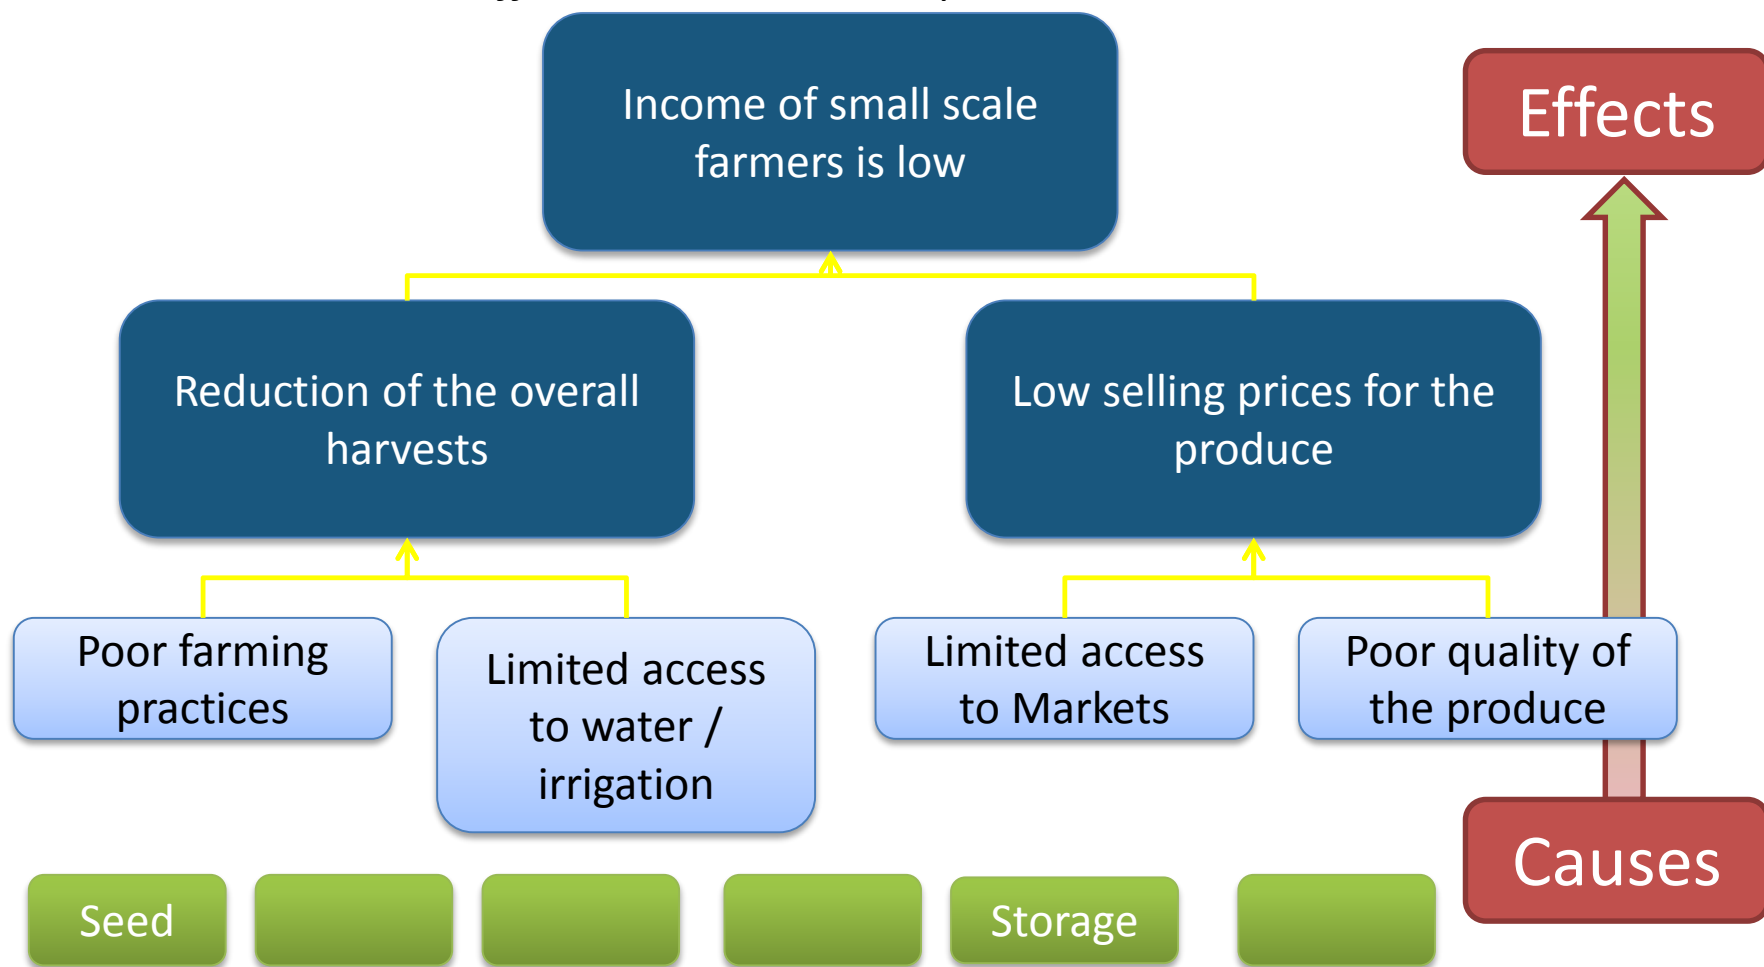 Income of small scale
farmers is low
Effects
Reduction of the overall
harvests
Low selling prices for the
produce
Poor farming
practices
Limited access
to water /
irrigation
Limited access
to Markets
Poor quality of
the produce
Causes
Seed
Storage